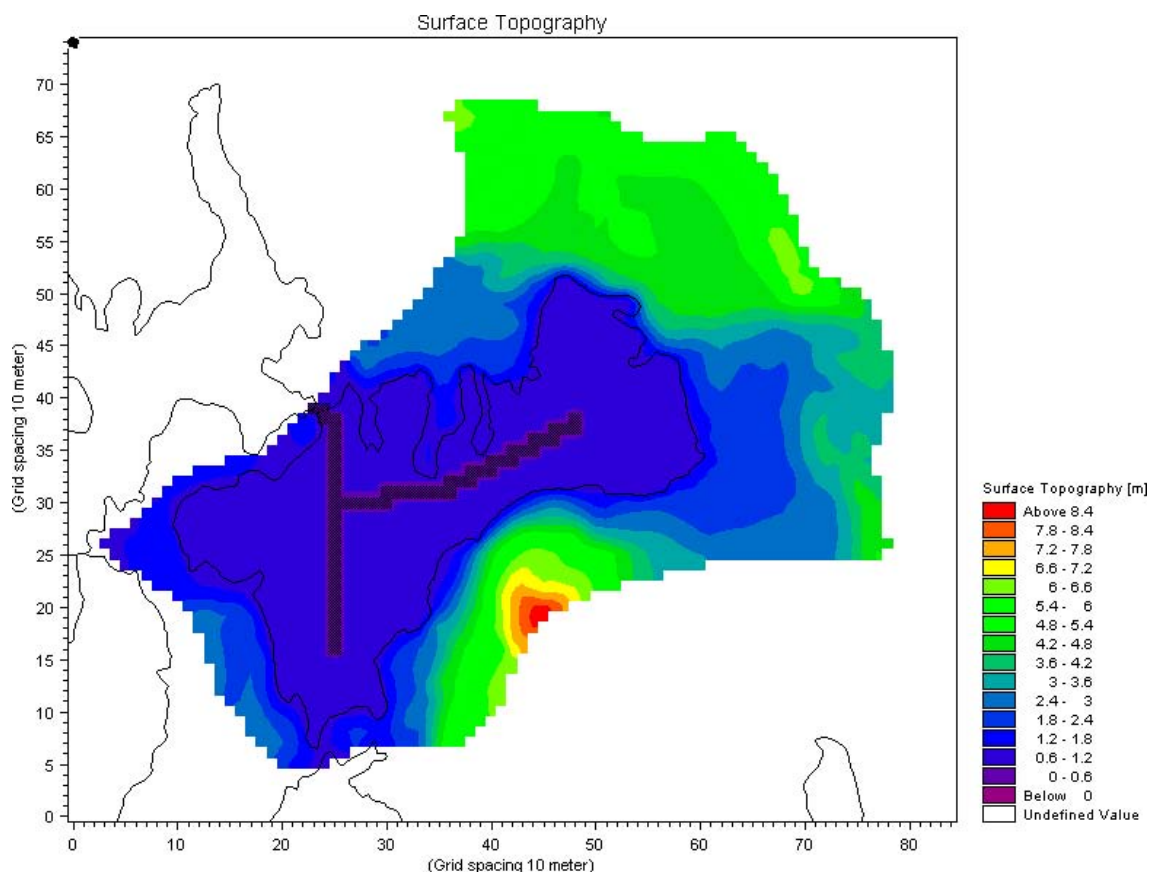 Surface Topography
70
65
60
55
50
45
40
35
30
25
20
15
10
5
0
(Grid spacing 10 meter)
0 10 20 30 40 50 60 70 80
(Grid spacing 10 meter)
Surface Topography [m]
Above 8.4
7.8 - 8.4
7.2 - 7.8
6.6 - 7.2
6 - 6.6
5.4 - 6
4.8 - 5.4
4.2 - 4.8
3.6 - 4.2
3 - 3.6
2.4 - 3
1.8 - 2.4
1.2 - 1.8
0.6 - 1.2
0 - 0.6
Below 0
Undefined Value